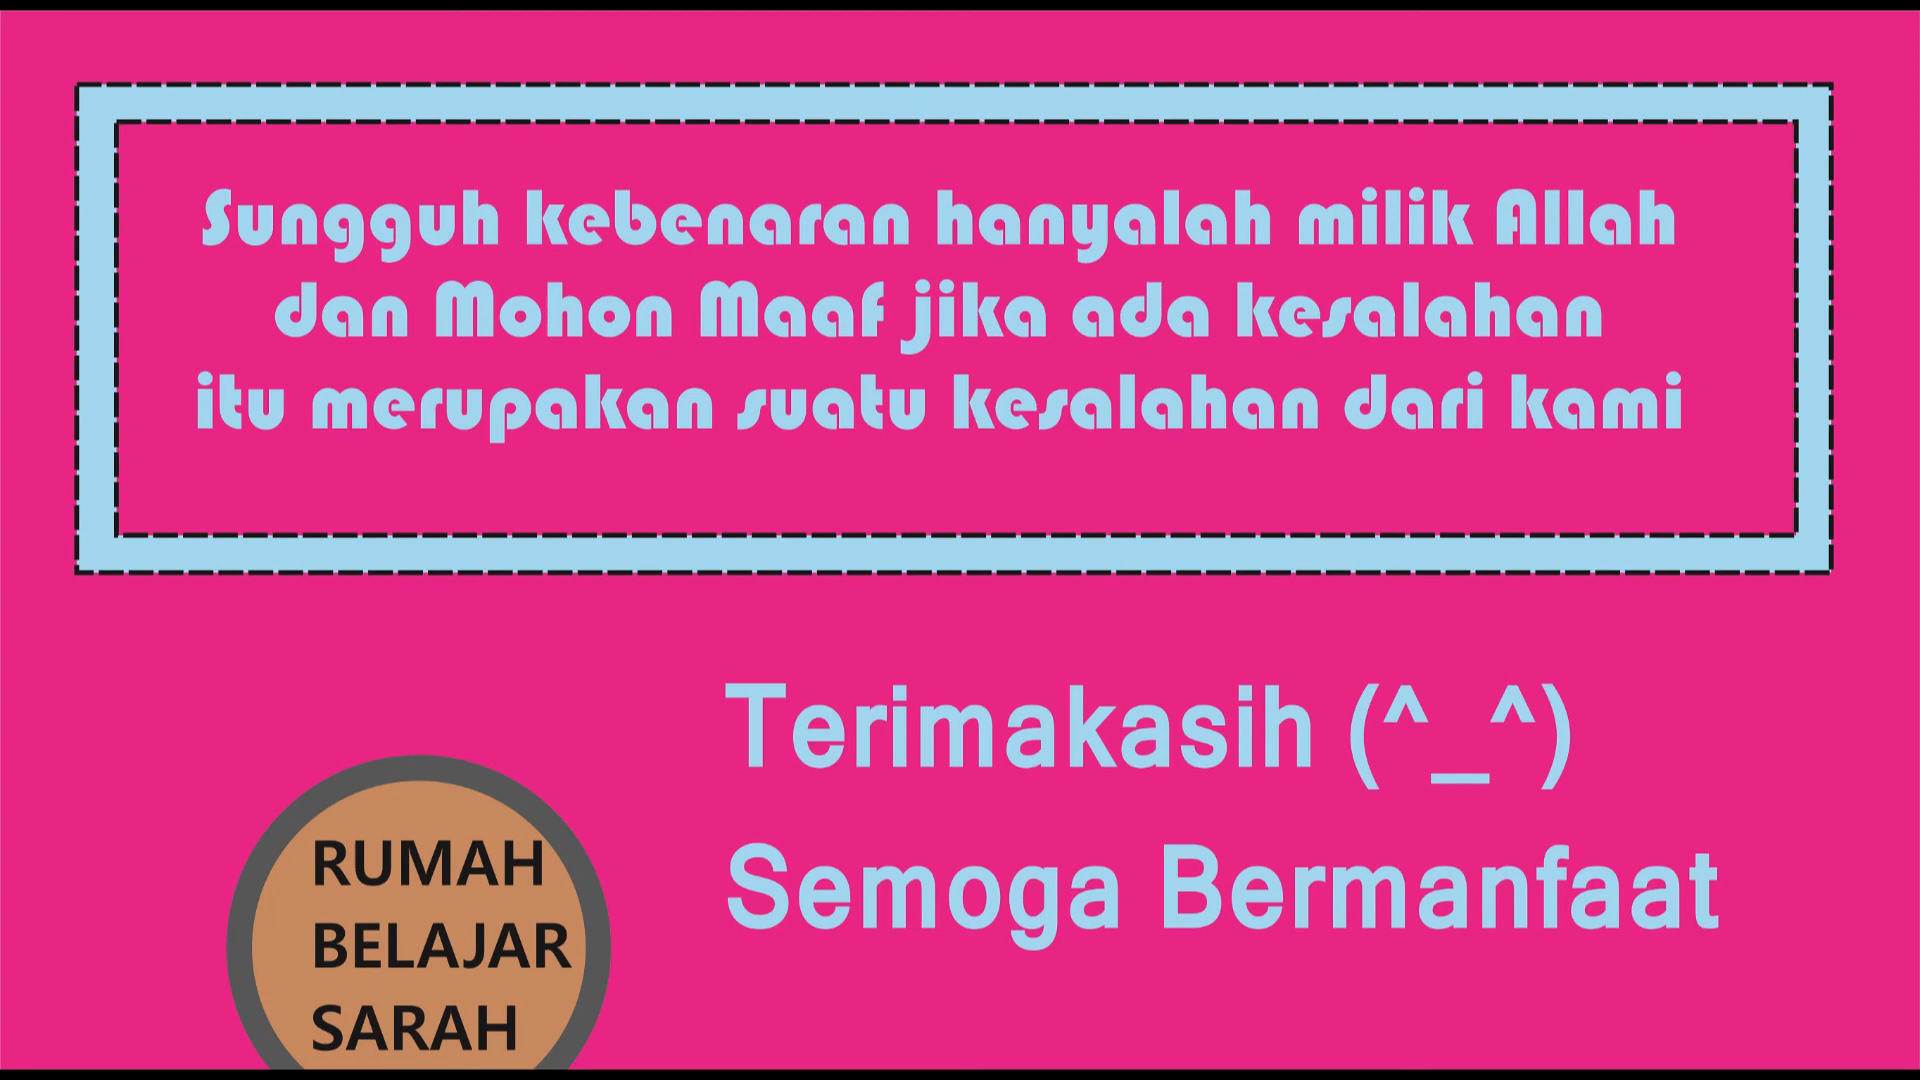 Sungguh kebenaran hanyalah milik Allah
dan Mohon Maaf jika ada kesalahan
itu merupakan suatu kesalahan dari kami
Terimakasih (^_^)
Semoga Bermanfaat
RUMAH
BELAJAR
SARAH